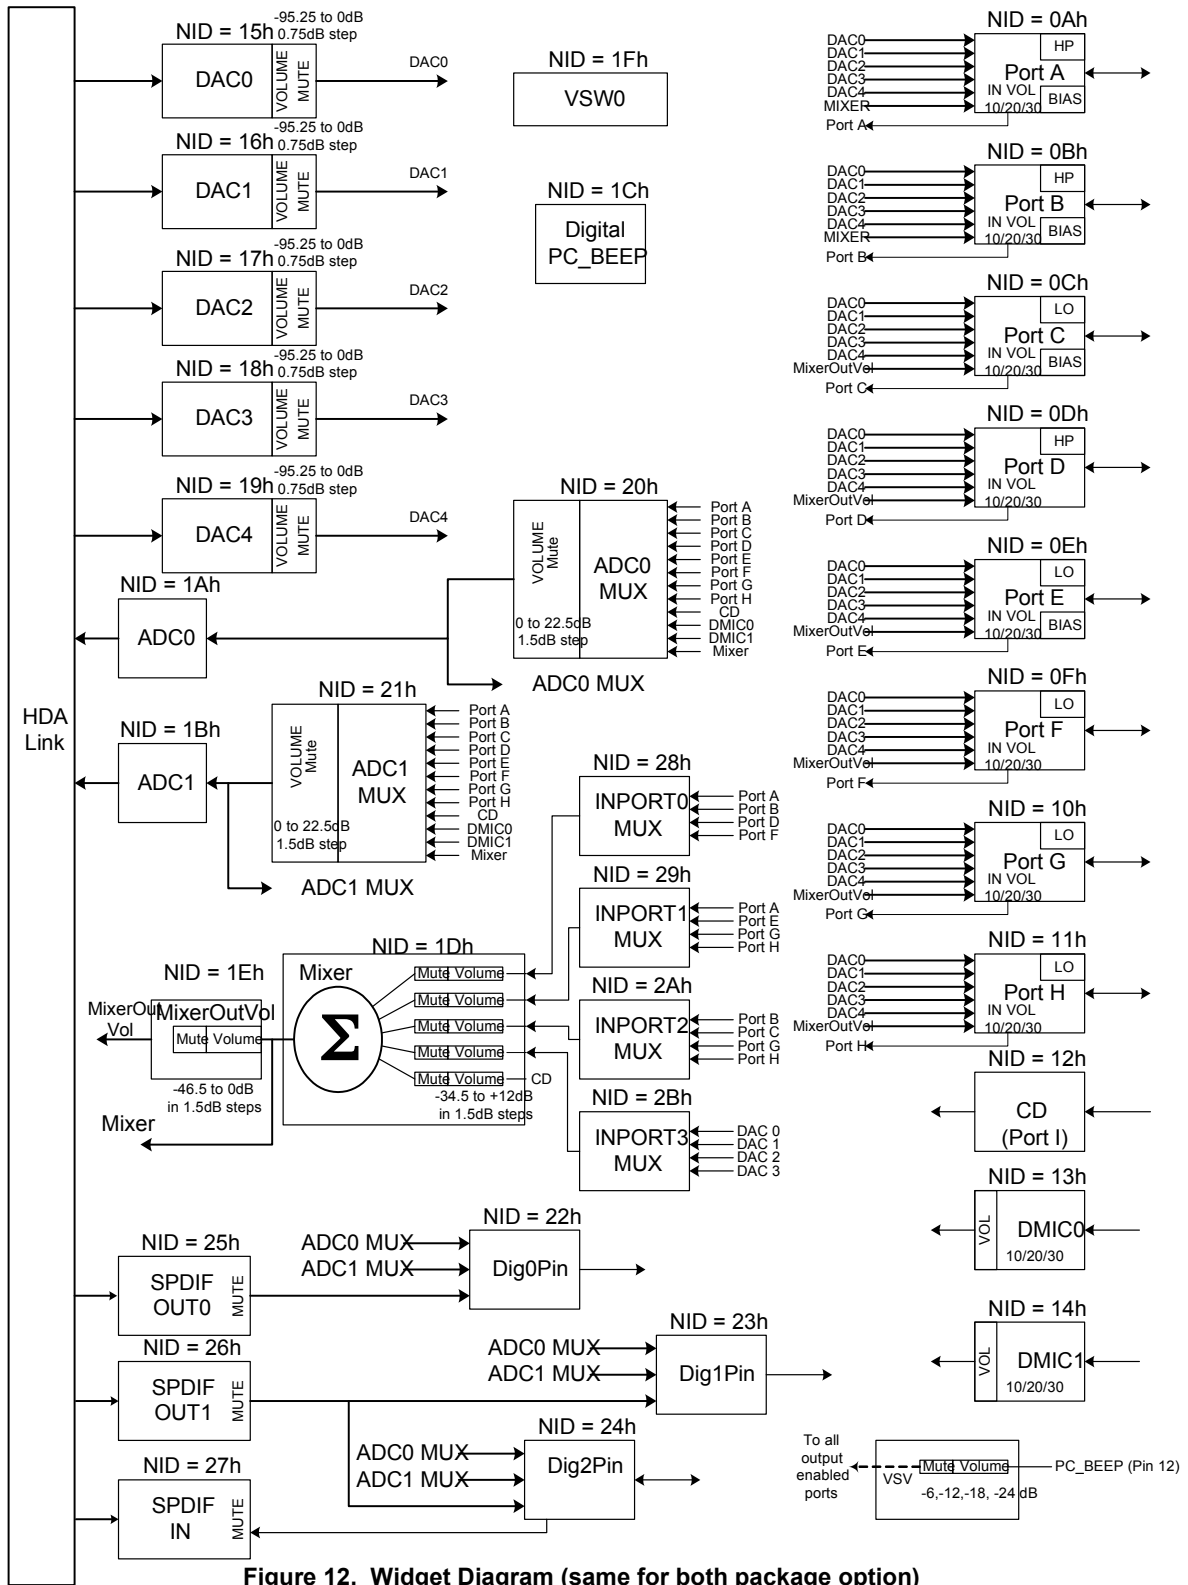 HDA
Link
NID = 15h
-95.25 to 0dB
0.75dB step
DAC0
VOLUME
MUTE
DAC0
NID = 16h
-95.25 to 0dB
0.75dB step
DAC1
VOLUME
MUTE
DAC1
NID = 17h
-95.25 to 0dB
0.75dB step
DAC2
VOLUME
MUTE
DAC2
NID = 18h
-95.25 to 0dB
0.75dB step
DAC3
VOLUME
MUTE
DAC3
NID = 19h
-95.25 to 0dB
0.75dB step
DAC4
VOLUME
MUTE
DAC4
NID = 1Fh
VSW0
NID = 1Ch
Digital
PC_BEEP
NID = 1Ah
ADC0
NID = 20h
VOLUME
Mute
0 to 22.5dB
1.5dB step
ADC0
MUX
Port A
Port B
Port C
Port D
Port E
Port F
Port G
Port H
CD
DMIC0
DMIC1
Mixer
ADC0 MUX
NID = 1Bh
ADC1
NID = 21h
VOLUME
Mute
0 to 22.5dB
1.5dB step
ADC1
MUX
Port A
Port B
Port C
Port D
Port E
Port F
Port G
Port H
CD
DMIC0
DMIC1
Mixer
ADC1 MUX
NID = 28h
INPORT0
MUX
Port A
Port B
Port D
Port F
NID = 29h
INPORT1
MUX
Port A
Port E
Port G
Port H
NID = 2Ah
INPORT2
MUX
Port B
Port C
Port G
Port H
NID = 2Bh
INPORT3
MUX
DAC 0
DAC 1
DAC 2
DAC 3
NID = 1Dh
Mixer
Σ
Mute Volume
Mute Volume
Mute Volume
Mute Volume
Mute Volume
CD
-34.5 to +12dB
in 1.5dB steps
NID = 1Eh
MixerOutVol
Mute Volume
-46.5 to 0dB
in 1.5dB steps
MixerOut
Vol
Mixer
NID = 25h
SPDIF
OUT0
MUTE
NID = 26h
SPDIF
OUT1
MUTE
NID = 27h
SPDIF
IN
MUTE
NID = 22h
ADC0 MUX
ADC1 MUX
Dig0Pin
NID = 23h
ADC0 MUX
ADC1 MUX
Dig1Pin
NID = 24h
ADC0 MUX
ADC1 MUX
Dig2Pin
NID = 0Ah
DAC0
DAC1
DAC2
DAC3
DAC4
MIXER
Port A
HP
Port A
IN VOL
10/20/30
BIAS
NID = 0Bh
DAC0
DAC1
DAC2
DAC3
DAC4
MIXER
Port B
HP
Port B
IN VOL
10/20/30
BIAS
NID = 0Ch
DAC0
DAC1
DAC2
DAC3
DAC4
MixerOutVol
Port C
LO
Port C
IN VOL
10/20/30
BIAS
NID = 0Dh
DAC0
DAC1
DAC2
DAC3
DAC4
MixerOutVol
Port D
HP
Port D
IN VOL
10/20/30
NID = 0Eh
DAC0
DAC1
DAC2
DAC3
DAC4
MixerOutVol
Port E
LO
Port E
IN VOL
10/20/30
BIAS
NID = 0Fh
DAC0
DAC1
DAC2
DAC3
DAC4
MixerOutVol
Port F
LO
Port F
IN VOL
10/20/30
NID = 10h
DAC0
DAC1
DAC2
DAC3
DAC4
MixerOutVol
Port G
LO
Port G
IN VOL
10/20/30
NID = 11h
DAC0
DAC1
DAC2
DAC3
DAC4
MixerOutVol
Port H
LO
Port H
IN VOL
10/20/30
NID = 12h
CD
(Port I)
NID = 13h
VOL
DMIC0
10/20/30
NID = 14h
VOL
DMIC1
10/20/30
To all
output
enabled
ports
VSV
Mute Volume
-6,-12,-18, -24 dB
PC_BEEP (Pin 12)
Figure 12. Widget Diagram (same for both package option)